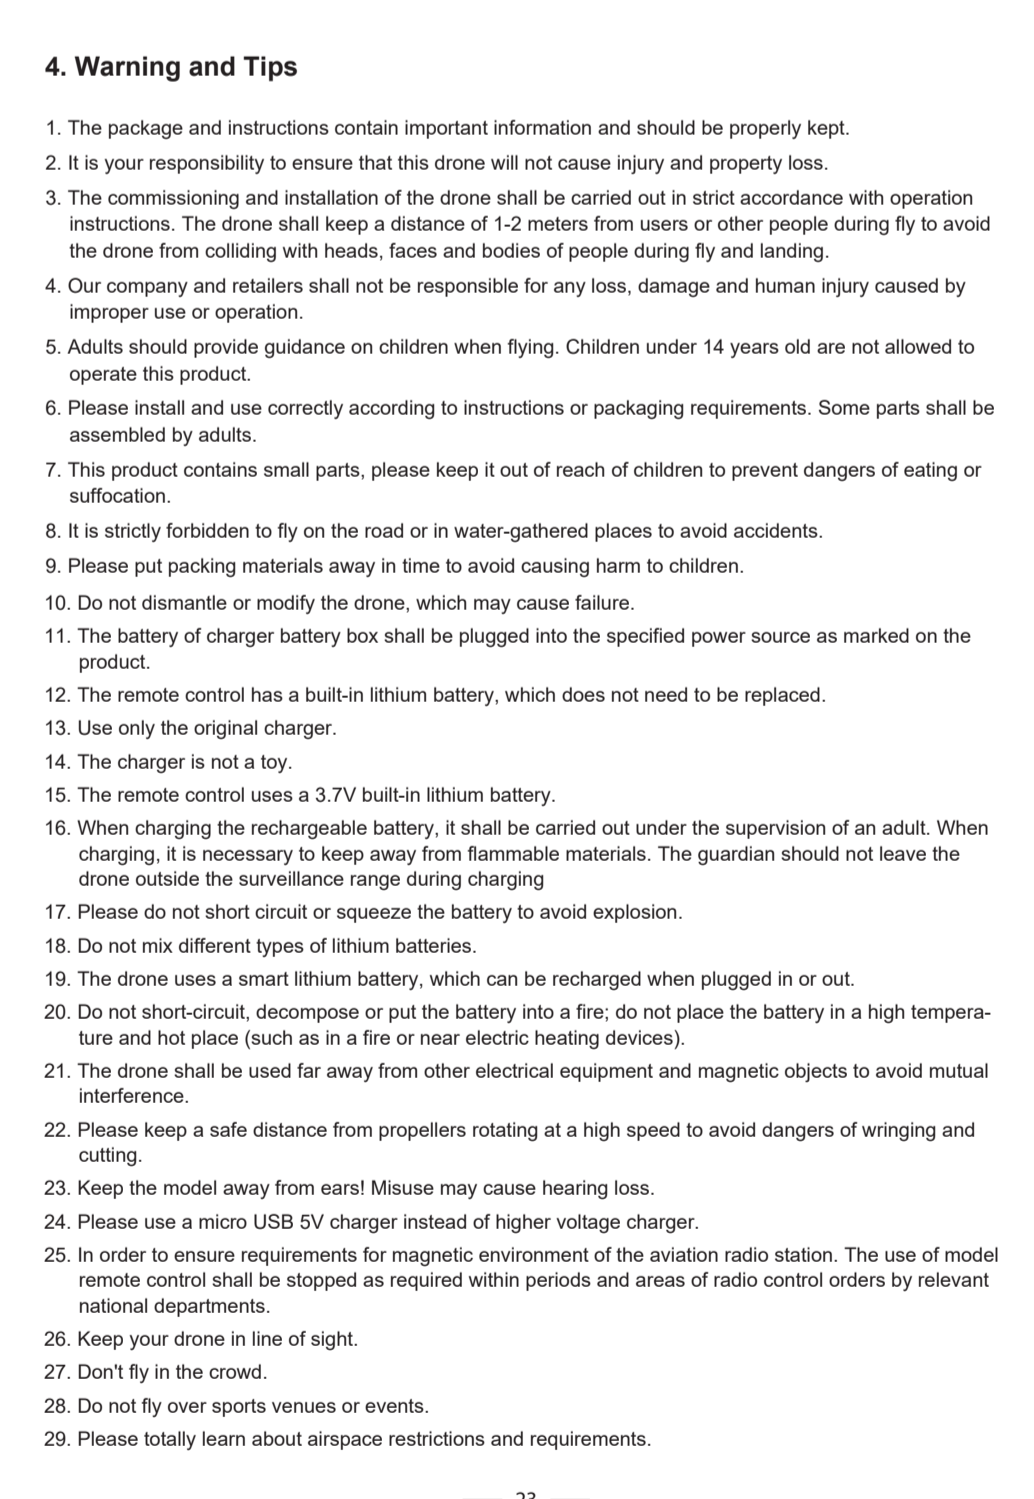 4. Warning and Tips
1. The package and instructions contain important information and should be properly kept.
2. It is your responsibility to ensure that this drone will not cause injury and property loss.
3. The commissioning and installation of the drone shall be carried out in strict accordance with operation
instructions. The drone shall keep a distance of 1-2 meters from users or other people during fly to avoid
the drone from colliding with heads, faces and bodies of people during fly and landing.
4. Our company and retailers shall not be responsible for any loss, damage and human injury caused by
improper use or operation.
5. Adults should provide guidance on children when flying. Children under 14 years old are not allowed to
operate this product.
6. Please install and use correctly according to instructions or packaging requirements. Some parts shall be
assembled by adults.
7. This product contains small parts, please keep it out of reach of children to prevent dangers of eating or
suffocation.
8. It is strictly forbidden to fly on the road or in water-gathered places to avoid accidents.
9. Please put packing materials away in time to avoid causing harm to children.
10. Do not dismantle or modify the drone, which may cause failure.
11. The battery of charger battery box shall be plugged into the specified power source as marked on the
product.
12. The remote control has a built-in lithium battery, which does not need to be replaced.
13. Use only the original charger.
14. The charger is not a toy.
15. The remote control uses a 3.7V built-in lithium battery.
16. When charging the rechargeable battery, it shall be carried out under the supervision of an adult. When
charging, it is necessary to keep away from flammable materials. The guardian should not leave the
drone outside the surveillance range during charging
17. Please do not short circuit or squeeze the battery to avoid explosion.
18. Do not mix different types of lithium batteries.
19. The drone uses a smart lithium battery, which can be recharged when plugged in or out.
20. Do not short-circuit, decompose or put the battery into a fire; do not place the battery in a high tempera-
ture and hot place (such as in a fire or near electric heating devices).
21. The drone shall be used far away from other electrical equipment and magnetic objects to avoid mutual
interference.
22. Please keep a safe distance from propellers rotating at a high speed to avoid dangers of wringing and
cutting.
23. Keep the model away from ears! Misuse may cause hearing loss.
24. Please use a micro USB 5V charger instead of higher voltage charger.
25. In order to ensure requirements for magnetic environment of the aviation radio station. The use of model
remote control shall be stopped as required within periods and areas of radio control orders by relevant
national departments.
26. Keep your drone in line of sight.
27. Don't fly in the crowd.
28. Do not fly over sports venues or events.
29. Please totally learn about airspace restrictions and requirements.